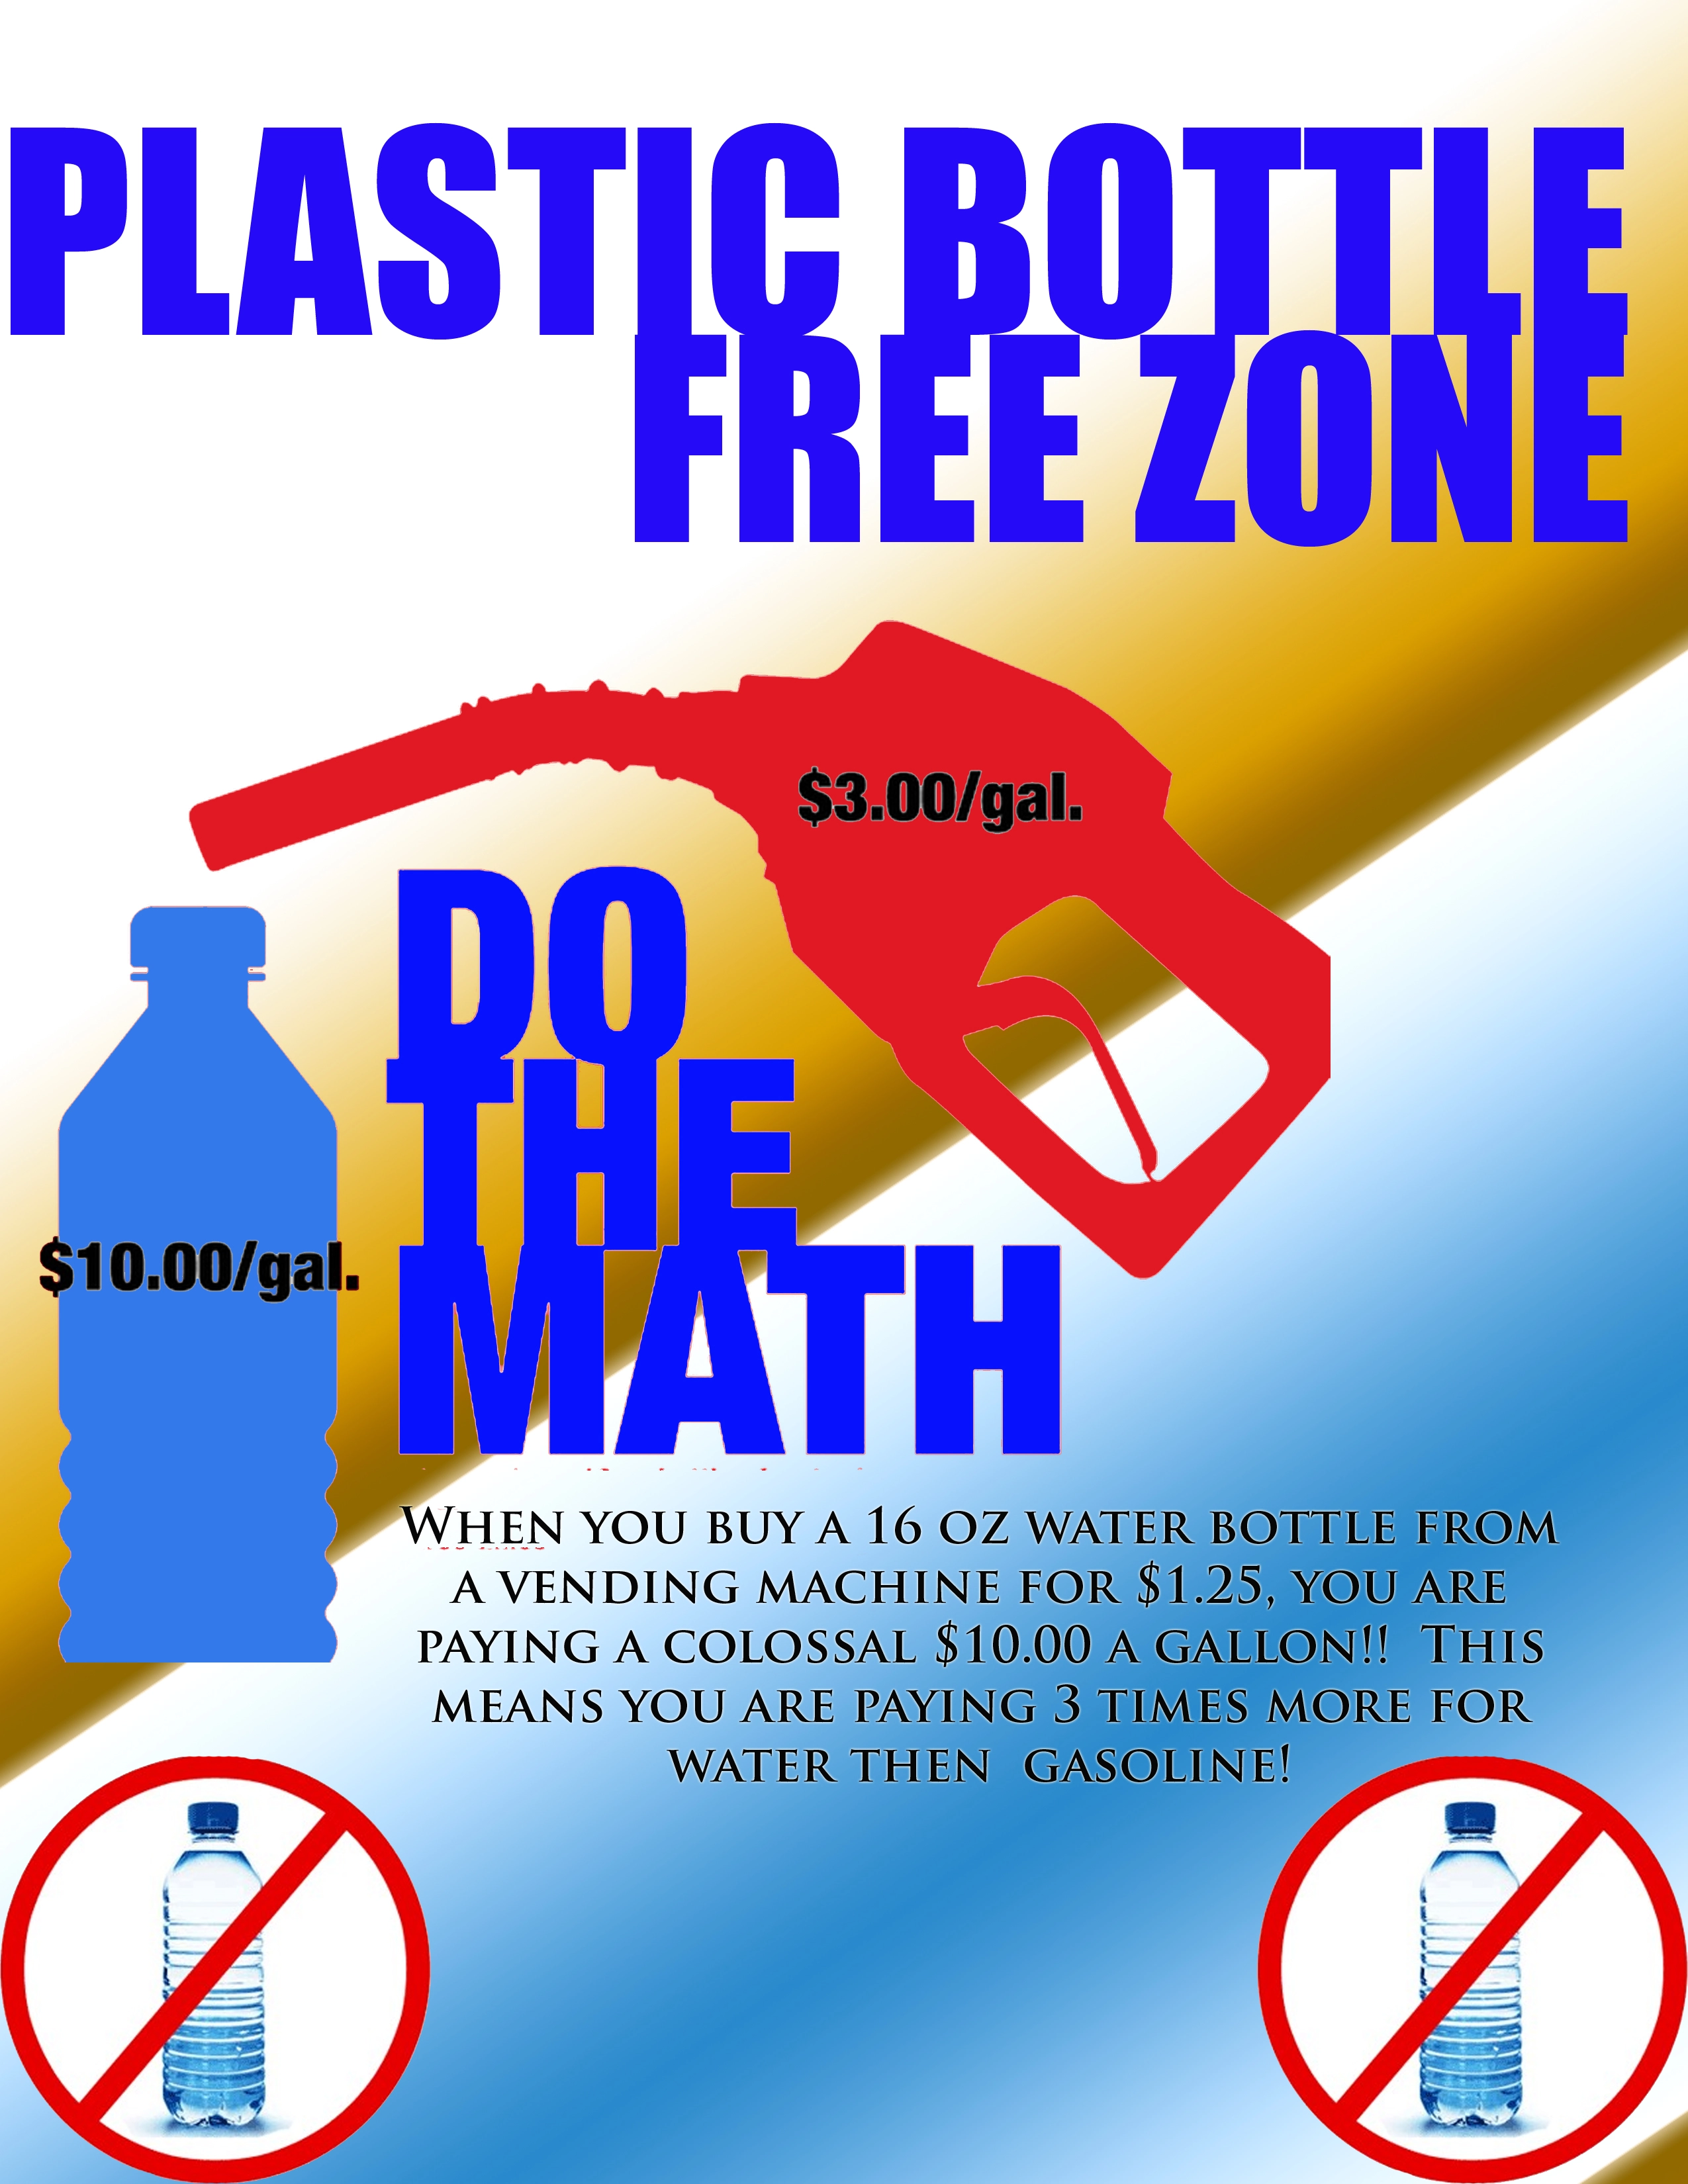 PLASTIC BOTTLE
FREE ZONE
$3.00/gal.
DO
THE
MATH
$10.00/gal.
When you buy a 16 oz water bottle from
a vending machine for $1.25, you are
paying a colossal $10.00 a gallon!! This
means you are paying 3 times more for
water then gasoline!